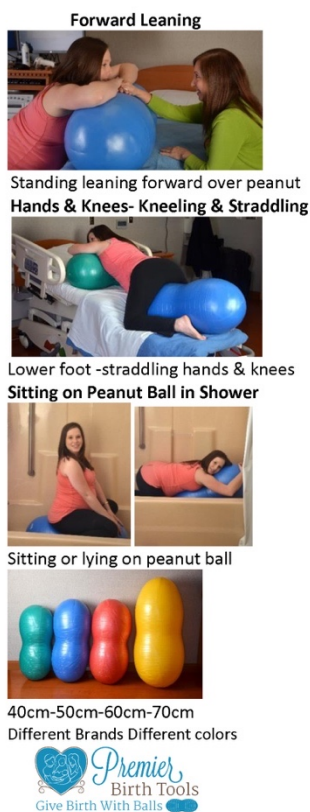 Forward Leaning
Standing leaning forward over peanut
Hands & Knees- Kneeling & Straddling
Lower foot -straddling hands & knees
Sitting on Peanut Ball in Shower
Sitting or lying on peanut ball
40cm-50cm-60cm-70cm
Different Brands Different colors
Premier
Birth Tools
Give Birth With Balls